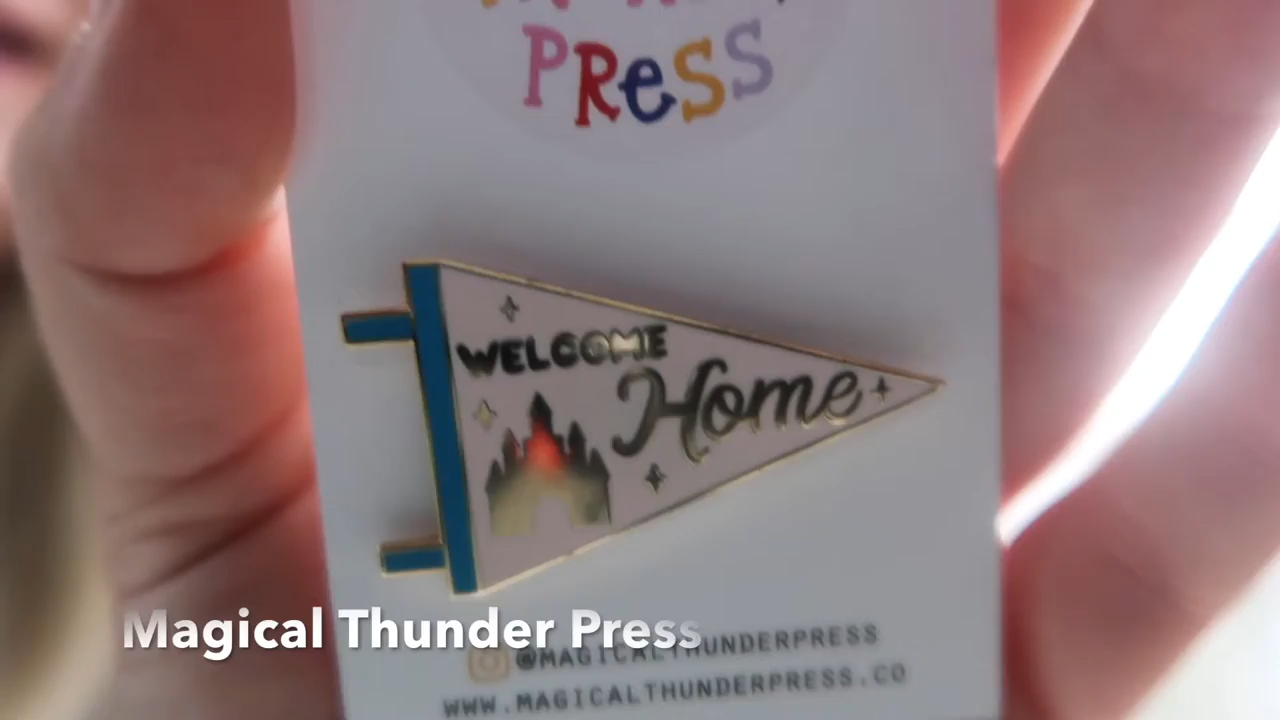 PRESS
WELCOME
Home
Magical Thunder Press
@MAGICALTHUNDERPRESS
WWW.MAGICALTHUNDERPRESS.CO